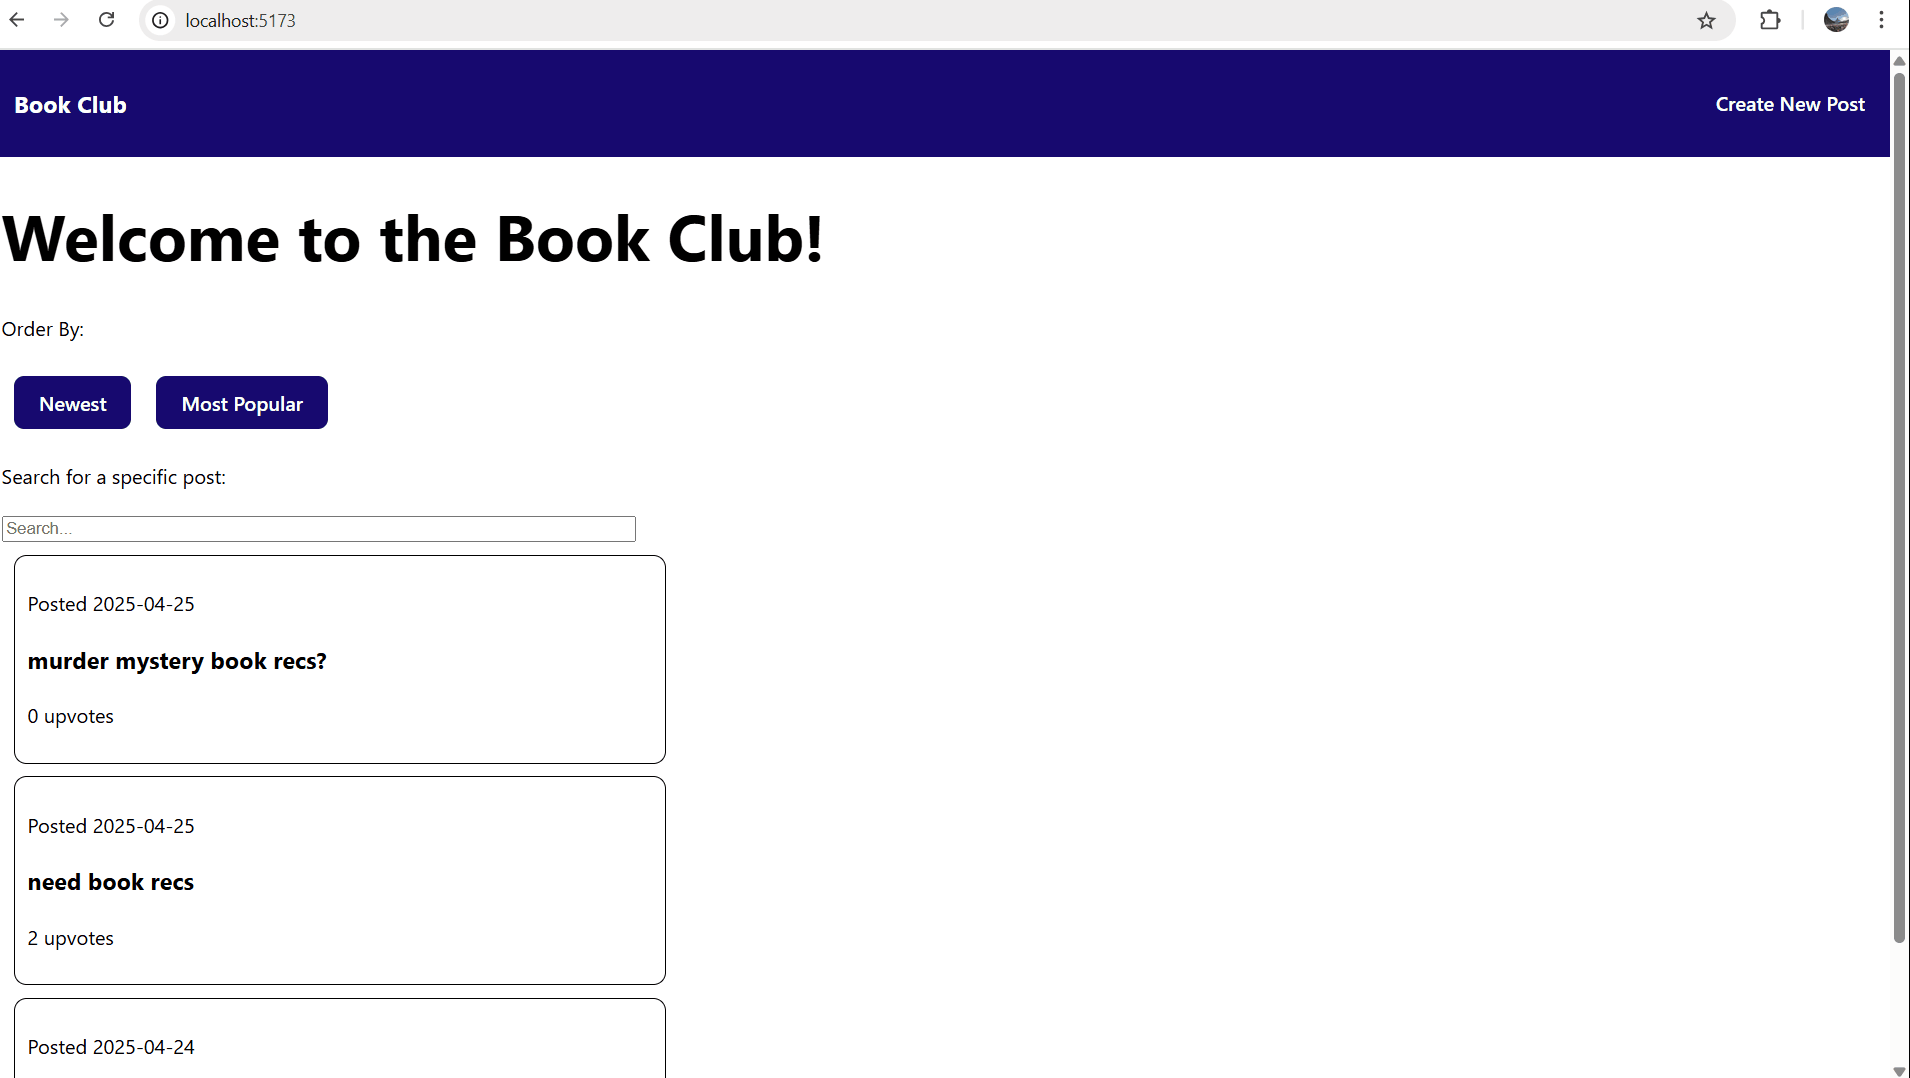 localhost:5173
Book Club
Create New Post
Welcome to the Book Club!
Order By:
Newest
Most Popular
Search for a specific post:
Search...
Posted 2025-04-25
murder mystery book recs?
0 upvotes
Posted 2025-04-25
need book recs
2 upvotes
Posted 2025-04-24